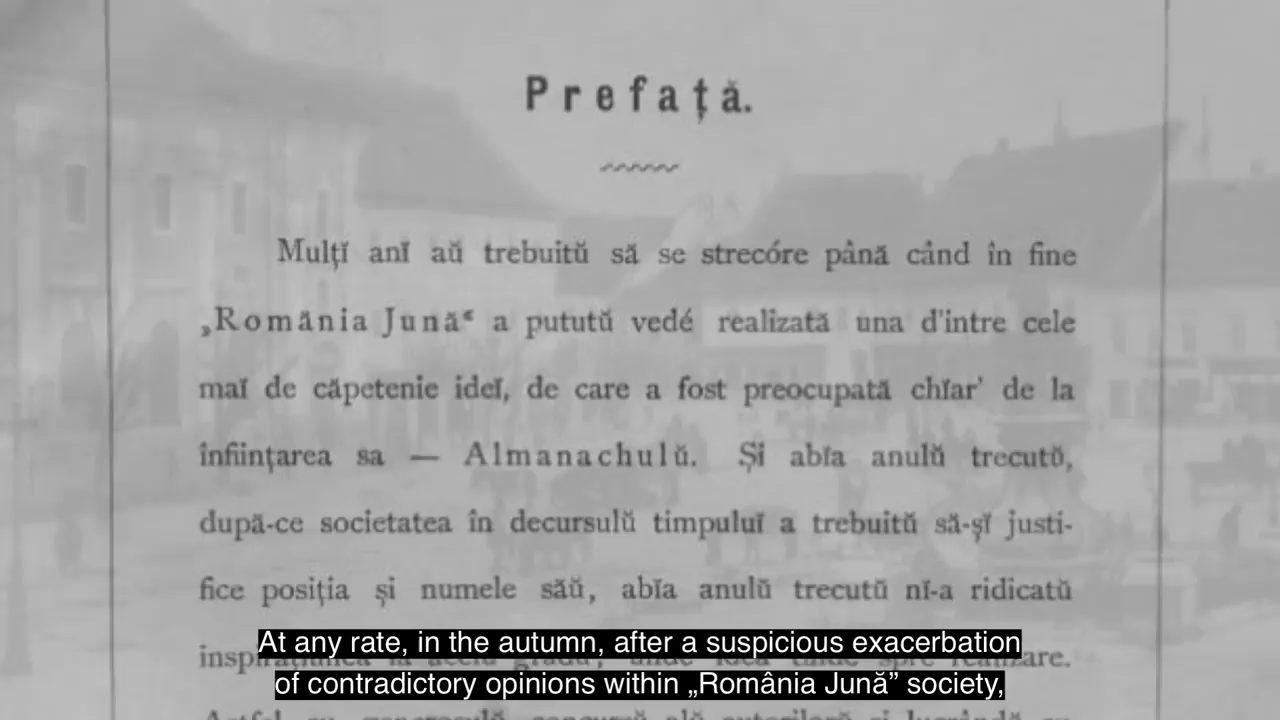 Prefață.
Mulțĭ anĭ aŭ trebuitŭ să se strecóre până când în fine
„Romănia Jună“ a pututŭ vedé realizată una d'intre cele
maĭ de căpetenie ideĭ, de care a fost preocupată chĭar' de la
înființarea sa — Almanachulŭ. Și abĭa anulŭ trecutŭ,
după-ce societatea în decursulŭ timpuluĭ a trebuitŭ să-șĭ justi-
fice posiția și numele săŭ, abĭa anulŭ trecutŭ nĭ-a ridicatŭ
At any rate, in the autumn, after a suspicious exacerbation
of contradictory opinions within „România Jună” society,